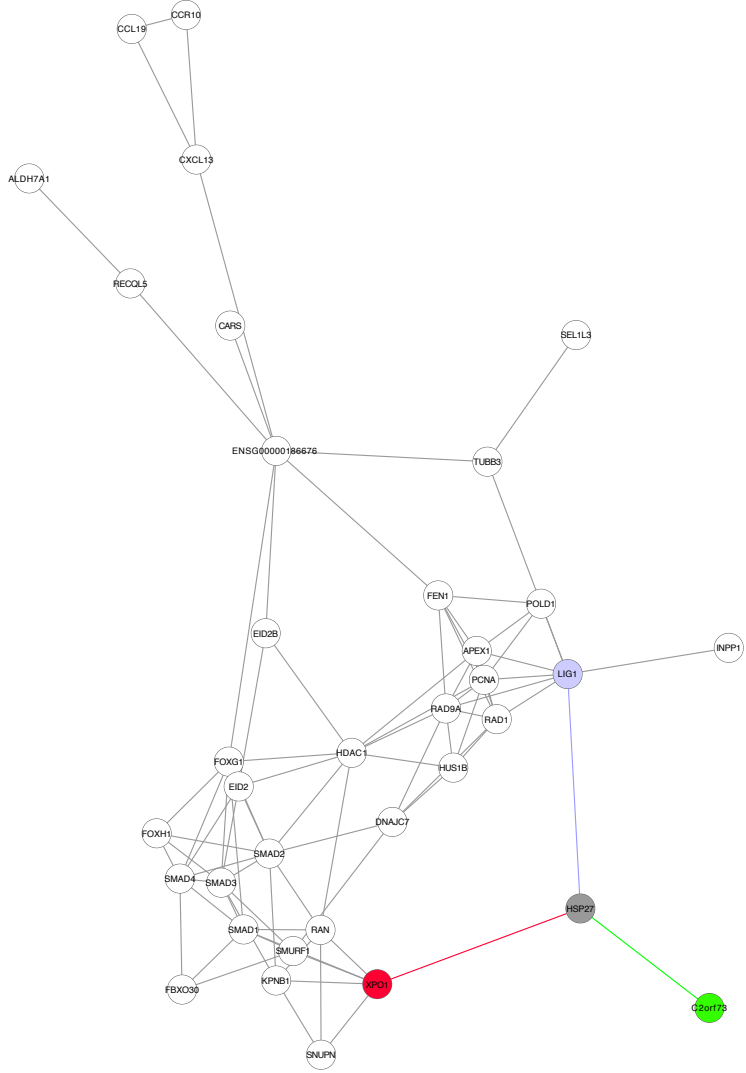 CCR10
CCL19
CXCL13
ALDH7A1
RECQL5
CARS
SEL1L3
ENSG00000186676
TUBB3
FEN1
POLD1
EID2B
INPP1
APEX1
LIG1
PCNA
RAD9A
RAD1
HDAC1
FOXG1
HUS1B
EID2
DNAJC7
FOXH1
SMAD2
SMAD4
SMAD3
HSP27
SMAD1
RAN
SMURF1
KPNB1
XPO1
FBXO30
C2orf73
SNUPN